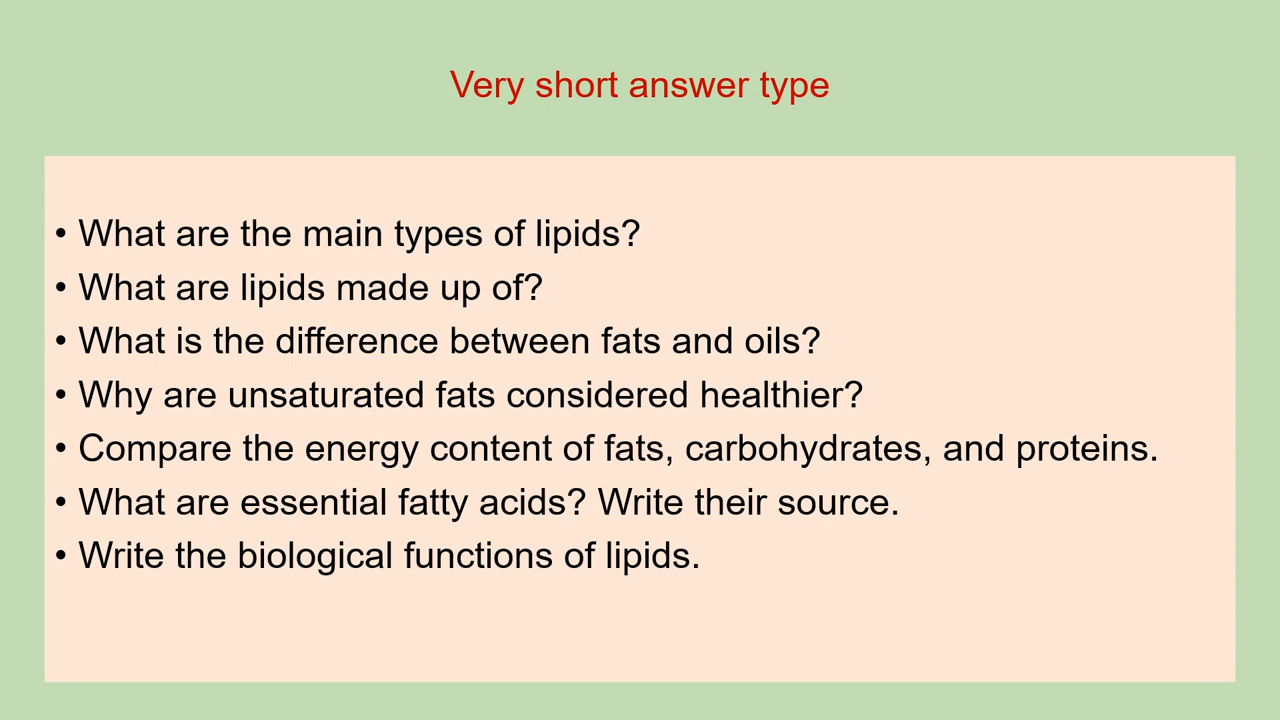 Very short answer type
• What are the main types of lipids?
• What are lipids made up of?
• What is the difference between fats and oils?
• Why are unsaturated fats considered healthier?
• Compare the energy content of fats, carbohydrates, and proteins.
• What are essential fatty acids? Write their source.
• Write the biological functions of lipids.